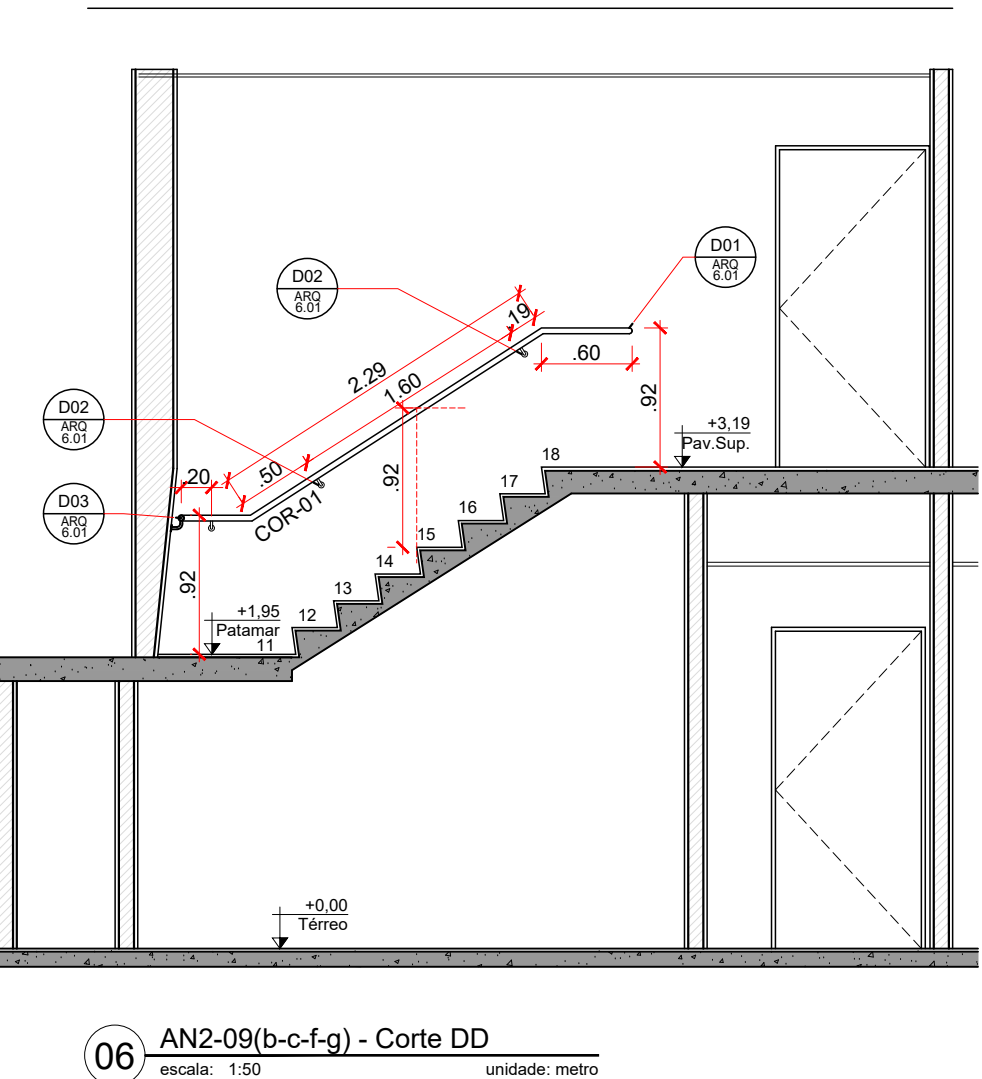 D01
ARQ
6.01
D02
ARQ
6.01
.19
2.29
1.60
.60
.92
D02
ARQ
6.01
+3,19
Pav.Sup.
18
.20
.50
.92
17
D03
ARQ
6.01
COR-01
16
15
14
.92
13
+1,95
Patamar
12
11
+0,00
Térreo
06
AN2-09(b-c-f-g) - Corte DD
escala: 1:50
unidade: metro